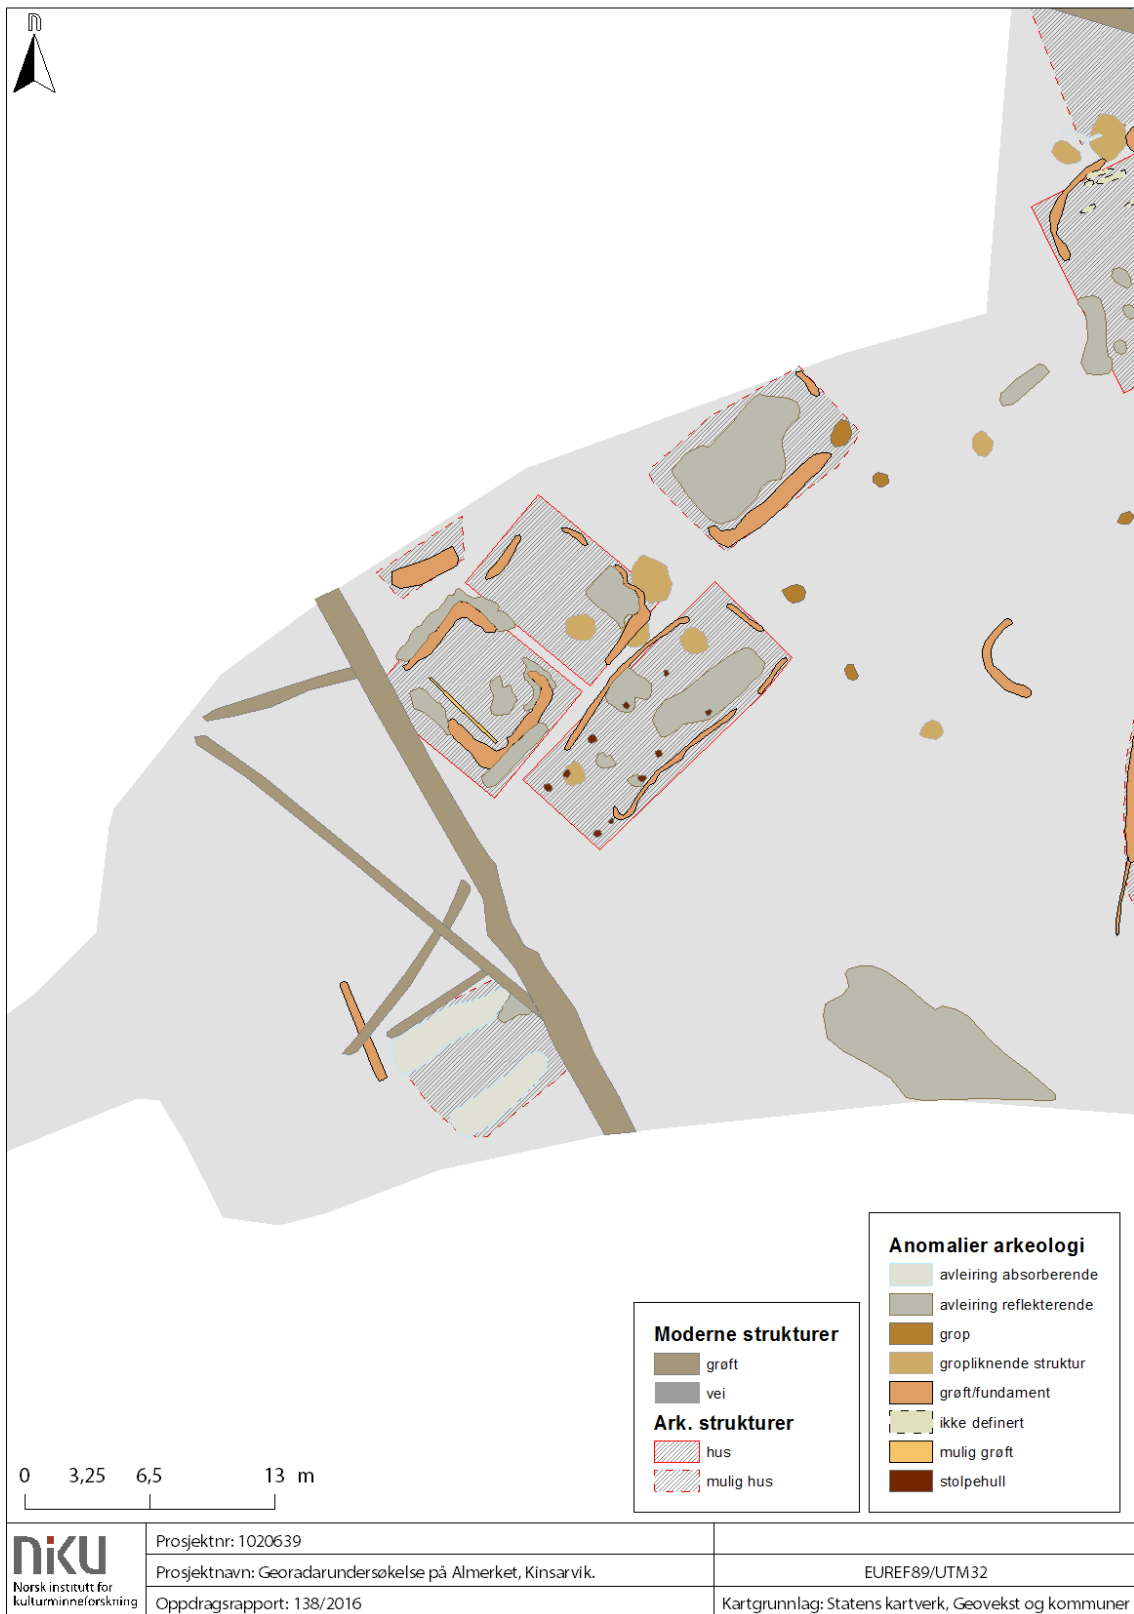 n
Anomalier arkeologi
avleiring absorberende
avleiring reflekterende
grop
gropliknende struktur
grøft/fundament
ikke definert
mulig grøft
stolpehull
Moderne strukturer
grøft
vei
Ark. strukturer
hus
mulig hus
0 3,25 6,5 13 m
niku
Norsk institutt for
kulturminneforskning
Prosjektnr: 1020639
Prosjektnavn: Georadarundersøkelse på Almerket, Kinsarvik.
EUREF89/UTM32
Oppdragsrapport: 138/2016
Kartgrunnlag: Statens kartverk, Geovekst og kommuner